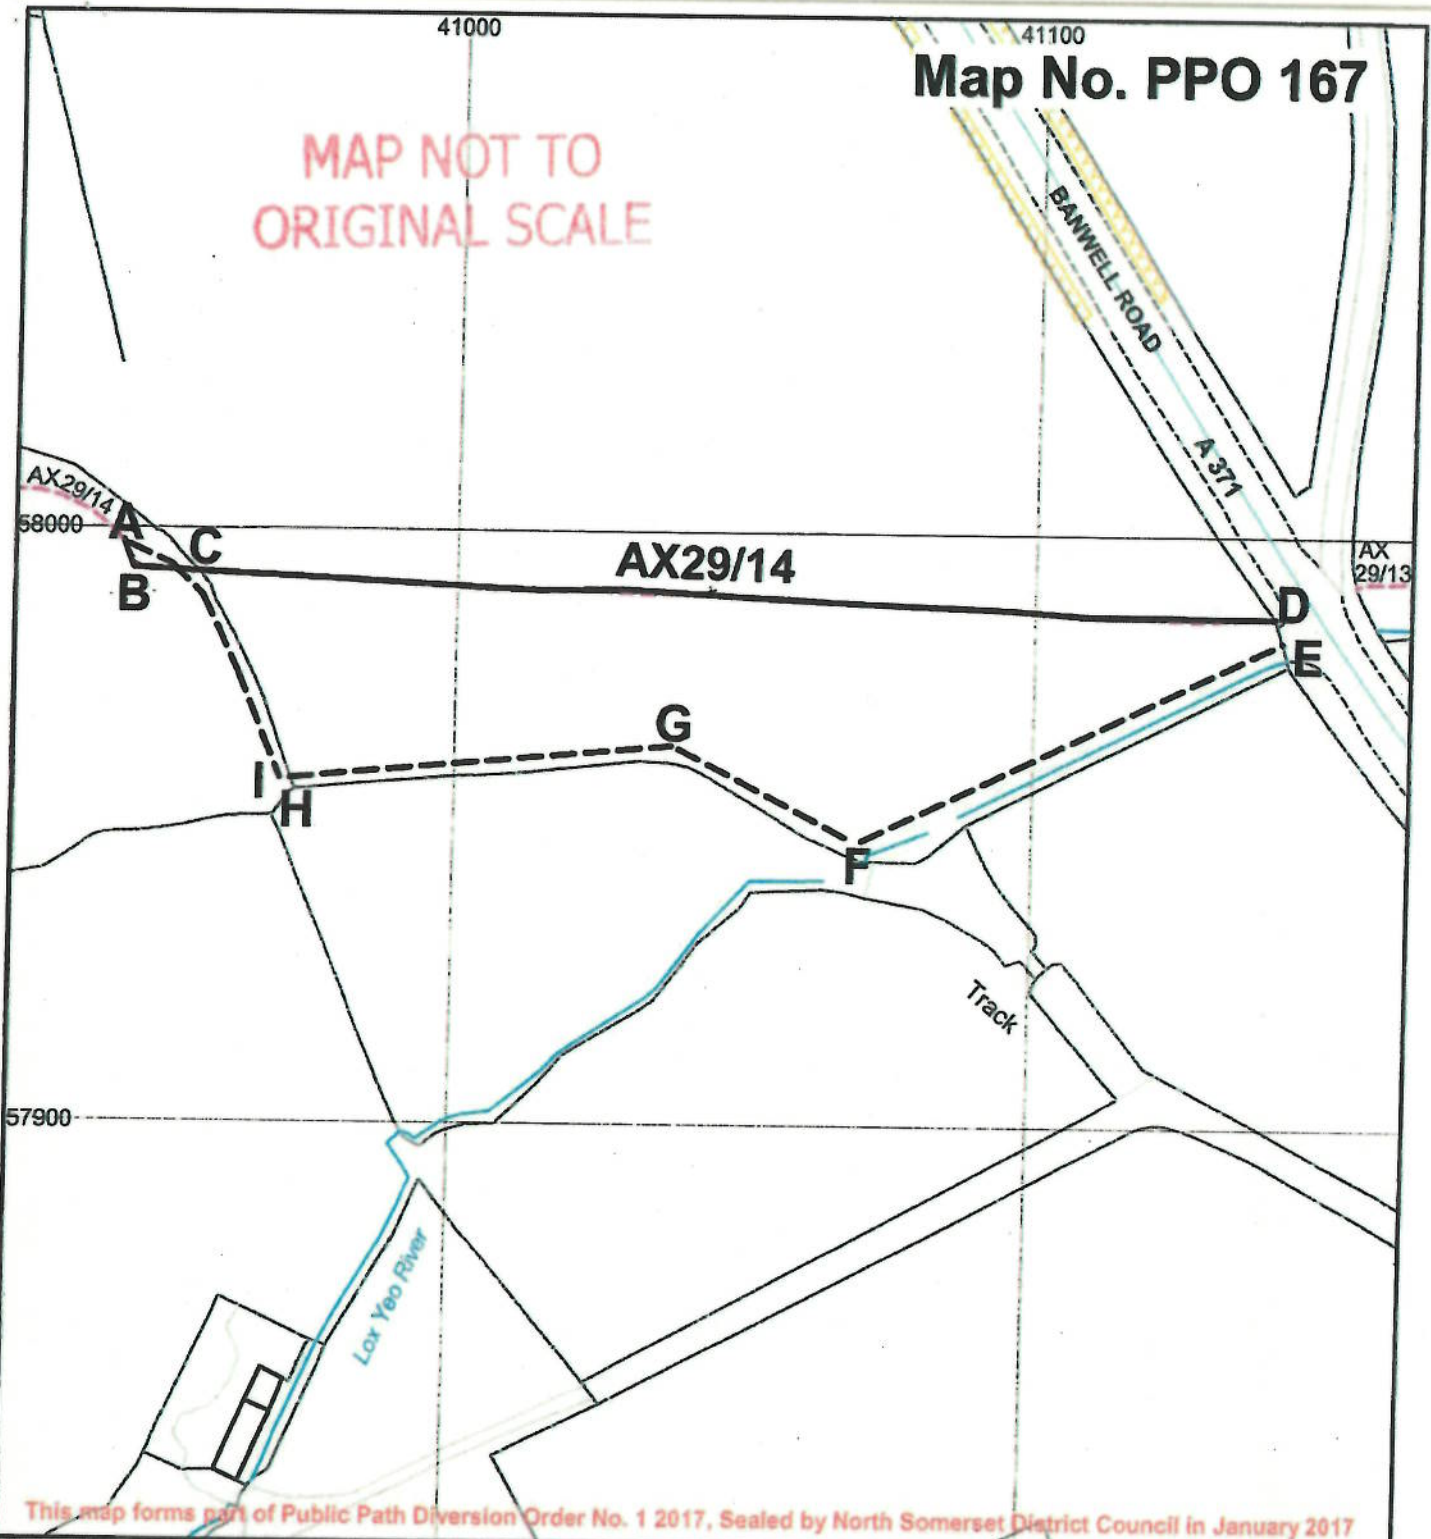 41000
41100
Map No. PPO 167
MAP NOT TO
ORIGINAL SCALE
BANWELL ROAD
A 371
AX29/14
58000
A
C
B
AX29/14
AX
29/13
D
E
G
I
H
F
Track
57900
Lox Yeo River
This map forms part of Public Path Diversion Order No. 1 2017, Sealed by North Somerset District Council in January 2017